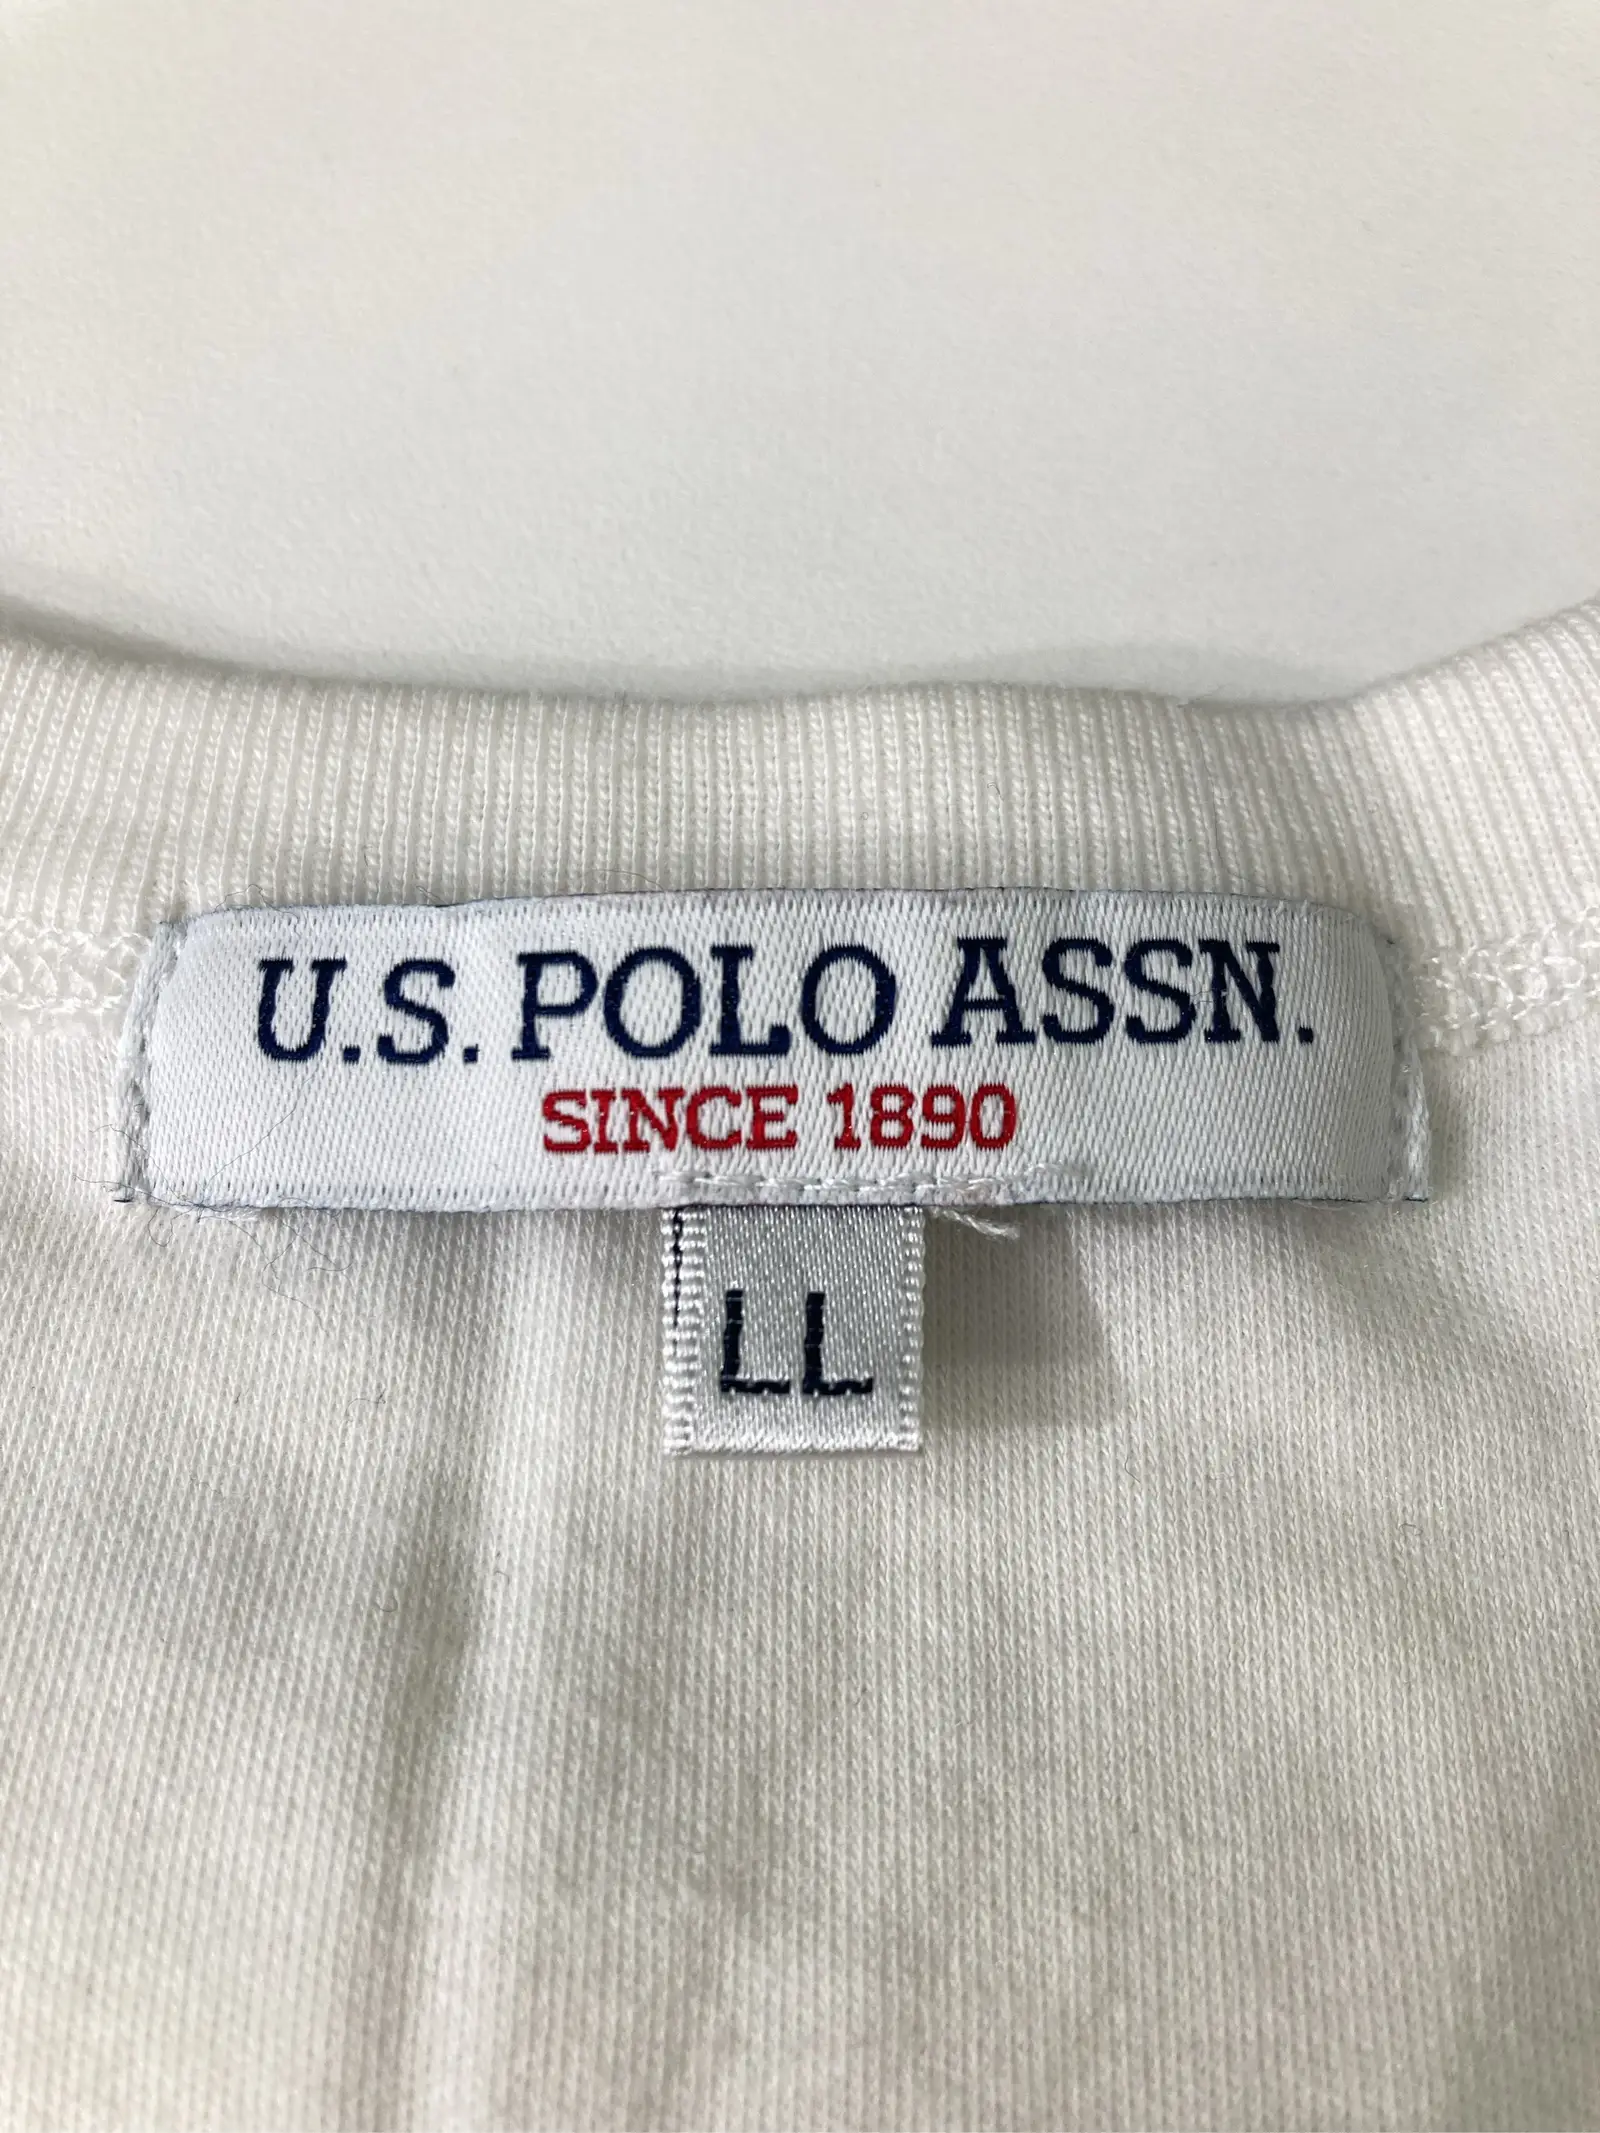 U.S. POLO ASSN.
SINCE 1890
LL